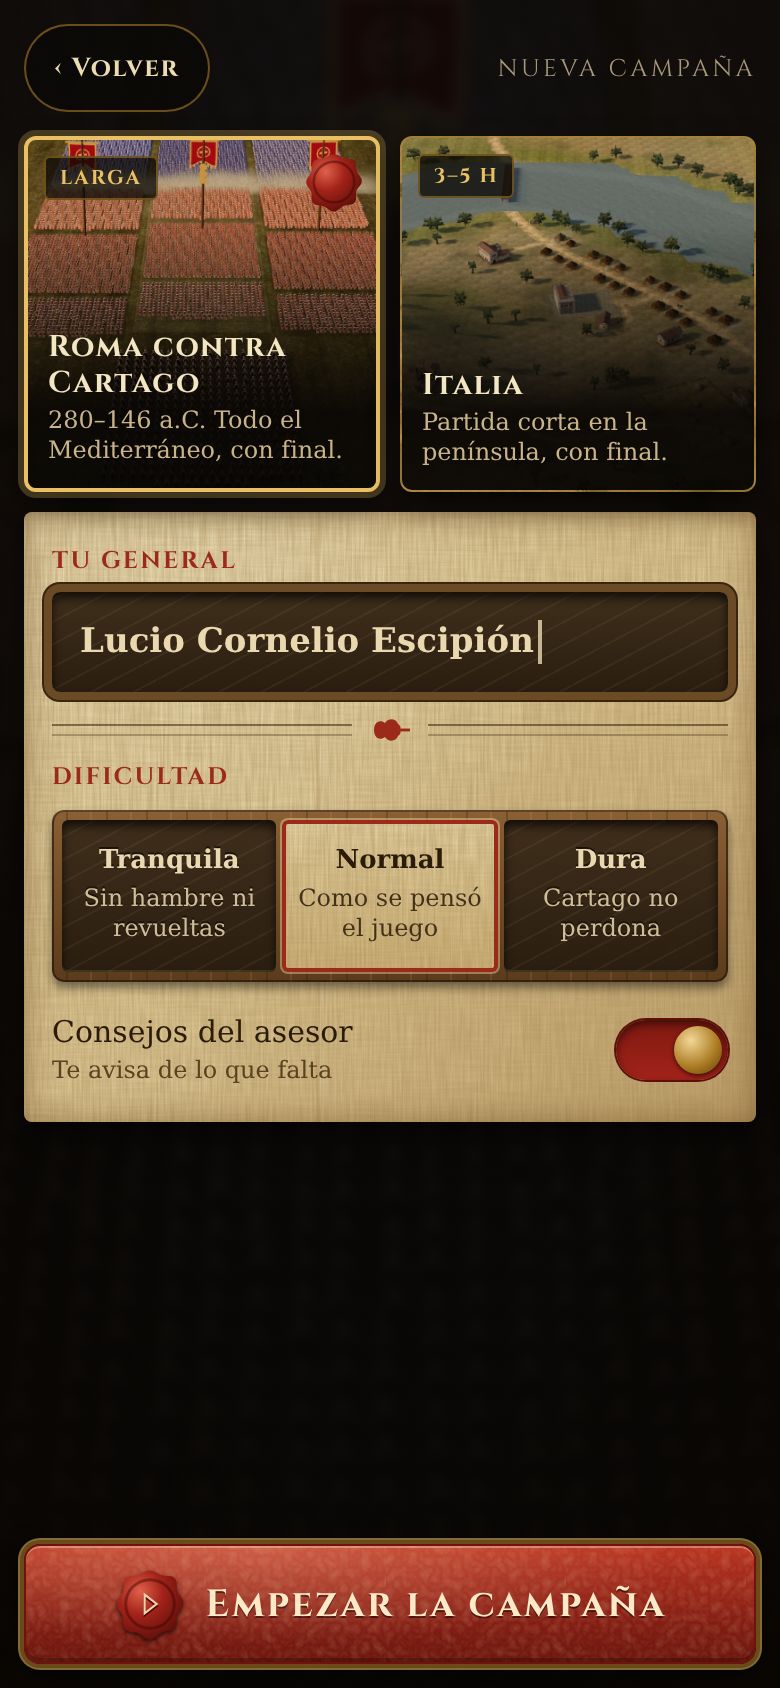 ‹ Volver
NUEVA CAMPAÑA
LARGA
Roma contra
Cartago
280–146 a.C. Todo el
Mediterráneo, con final.
3–5 H
Italia
Partida corta en la
península, con final.
TU GENERAL
Lucio Cornelio Escipión
DIFICULTAD
Tranquila
Sin hambre ni
revueltas
Normal
Como se pensó
el juego
Dura
Cartago no
perdona
Consejos del asesor
Te avisa de lo que falta
Empezar la campaña